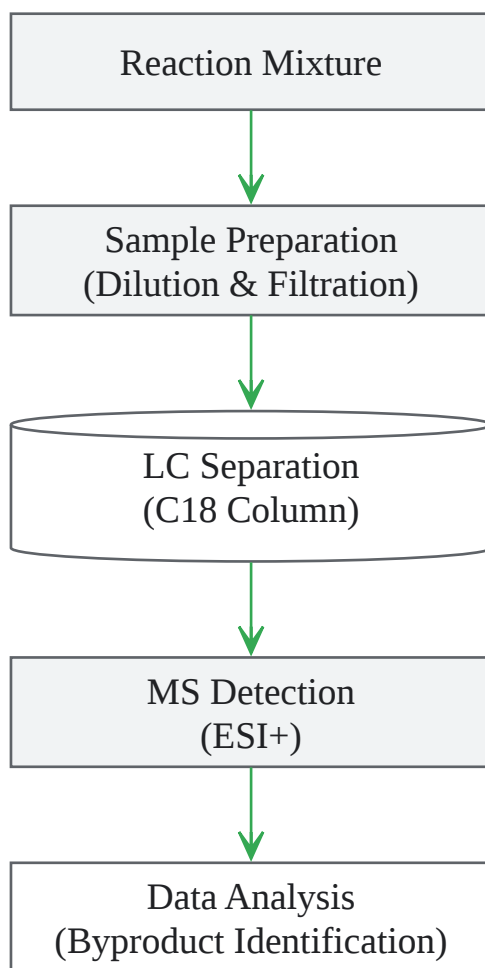 Reaction Mixture
Sample Preparation
(Dilution & Filtration)
LC Separation
(C18 Column)
MS Detection
(ESI+)
Data Analysis
(Byproduct Identification)